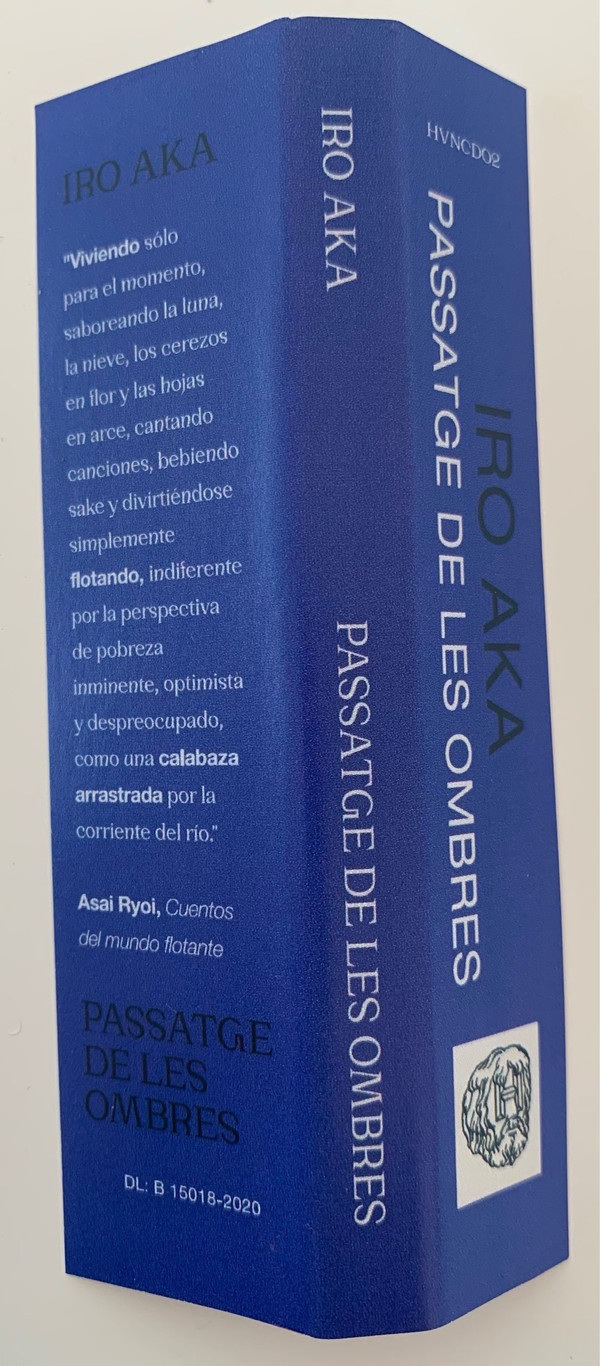 IRO AKA
"Viviendo sólo
para el momento,
saboreando la luna,
la nieve, los cerezos
en flor y las hojas
en arce, cantando
canciones, bebiendo
sake y divirtiéndose
simplemente
flotando, indiferente
por la perspectiva
de pobreza
inminente, optimista
y despreocupado,
como una calabaza
arrastrada por la
corriente del río."
Asai Ryoi, Cuentos
del mundo flotante
PASSATGE
DE LES
OMBRES
DL: B 15018-2020
IRO AKA
PASSATGE DE LES OMBRES
HVNCD02
IRO AKA
PASSATGE DE LES OMBRES
H